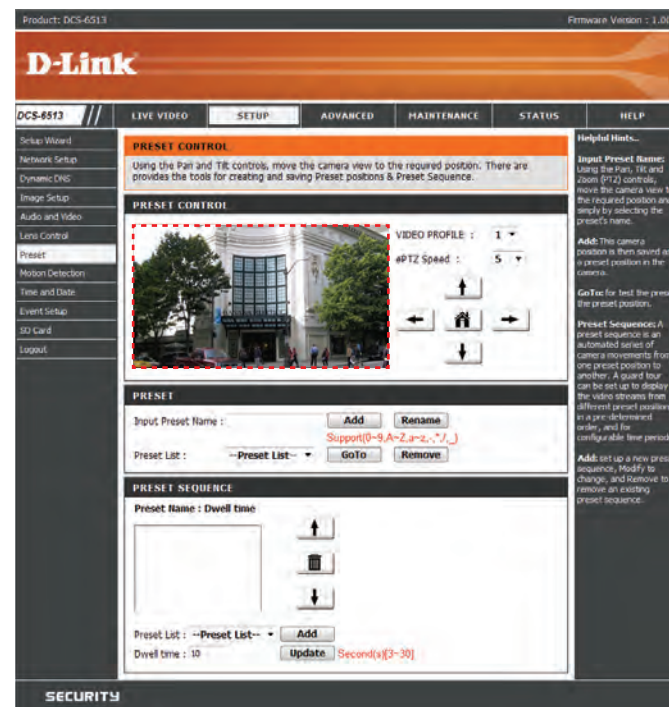 Product: DCS-6513
Firmware Version : 1.00
D-Link
DCS-6513
LIVE VIDEO
SETUP
ADVANCED
MAINTENANCE
STATUS
HELP
Setup Wizard
Network Setup
Dynamic DNS
Image Setup
Audio and Video
Lens Control
Preset
Motion Detection
Time and Date
Event Setup
SD Card
Logout
PRESET CONTROL
Using the Pan and Tilt controls, move the camera view to the required position. There are
provides the tools for creating and saving Preset positions & Preset Sequence.
PRESET CONTROL
VIDEO PROFILE : 1
ePTZ Speed : 5
PRESET
Input Preset Name : Add Rename
Support(0~9,A~Z,a~z,-,*,/,_)
Preset List : --Preset List-- GoTo Remove
PRESET SEQUENCE
Preset Name : Dwell time
Preset List : --Preset List-- Add
Dwell time : 10 Update Second(s)[3~30]
Helpful Hints..
Input Preset Name:
Using the Pan, Tilt and
Zoom (PTZ) controls,
move the camera view to
the required position and
simply by selecting the
preset's name.
Add: This camera
position is then saved as
a preset position in the
camera.
GoTo: for test the preset
the preset position.
Preset Sequence: A
preset sequence is an
automated series of
camera movements from
one preset position to
another. A guard tour
can be set up to display
the video streams from
different preset positions
in a pre-determined
order, and for
configurable time periods
Add: set up a new preset
sequence, Modify to
change, and Remove to
remove an existing
preset sequence.
SECURITY